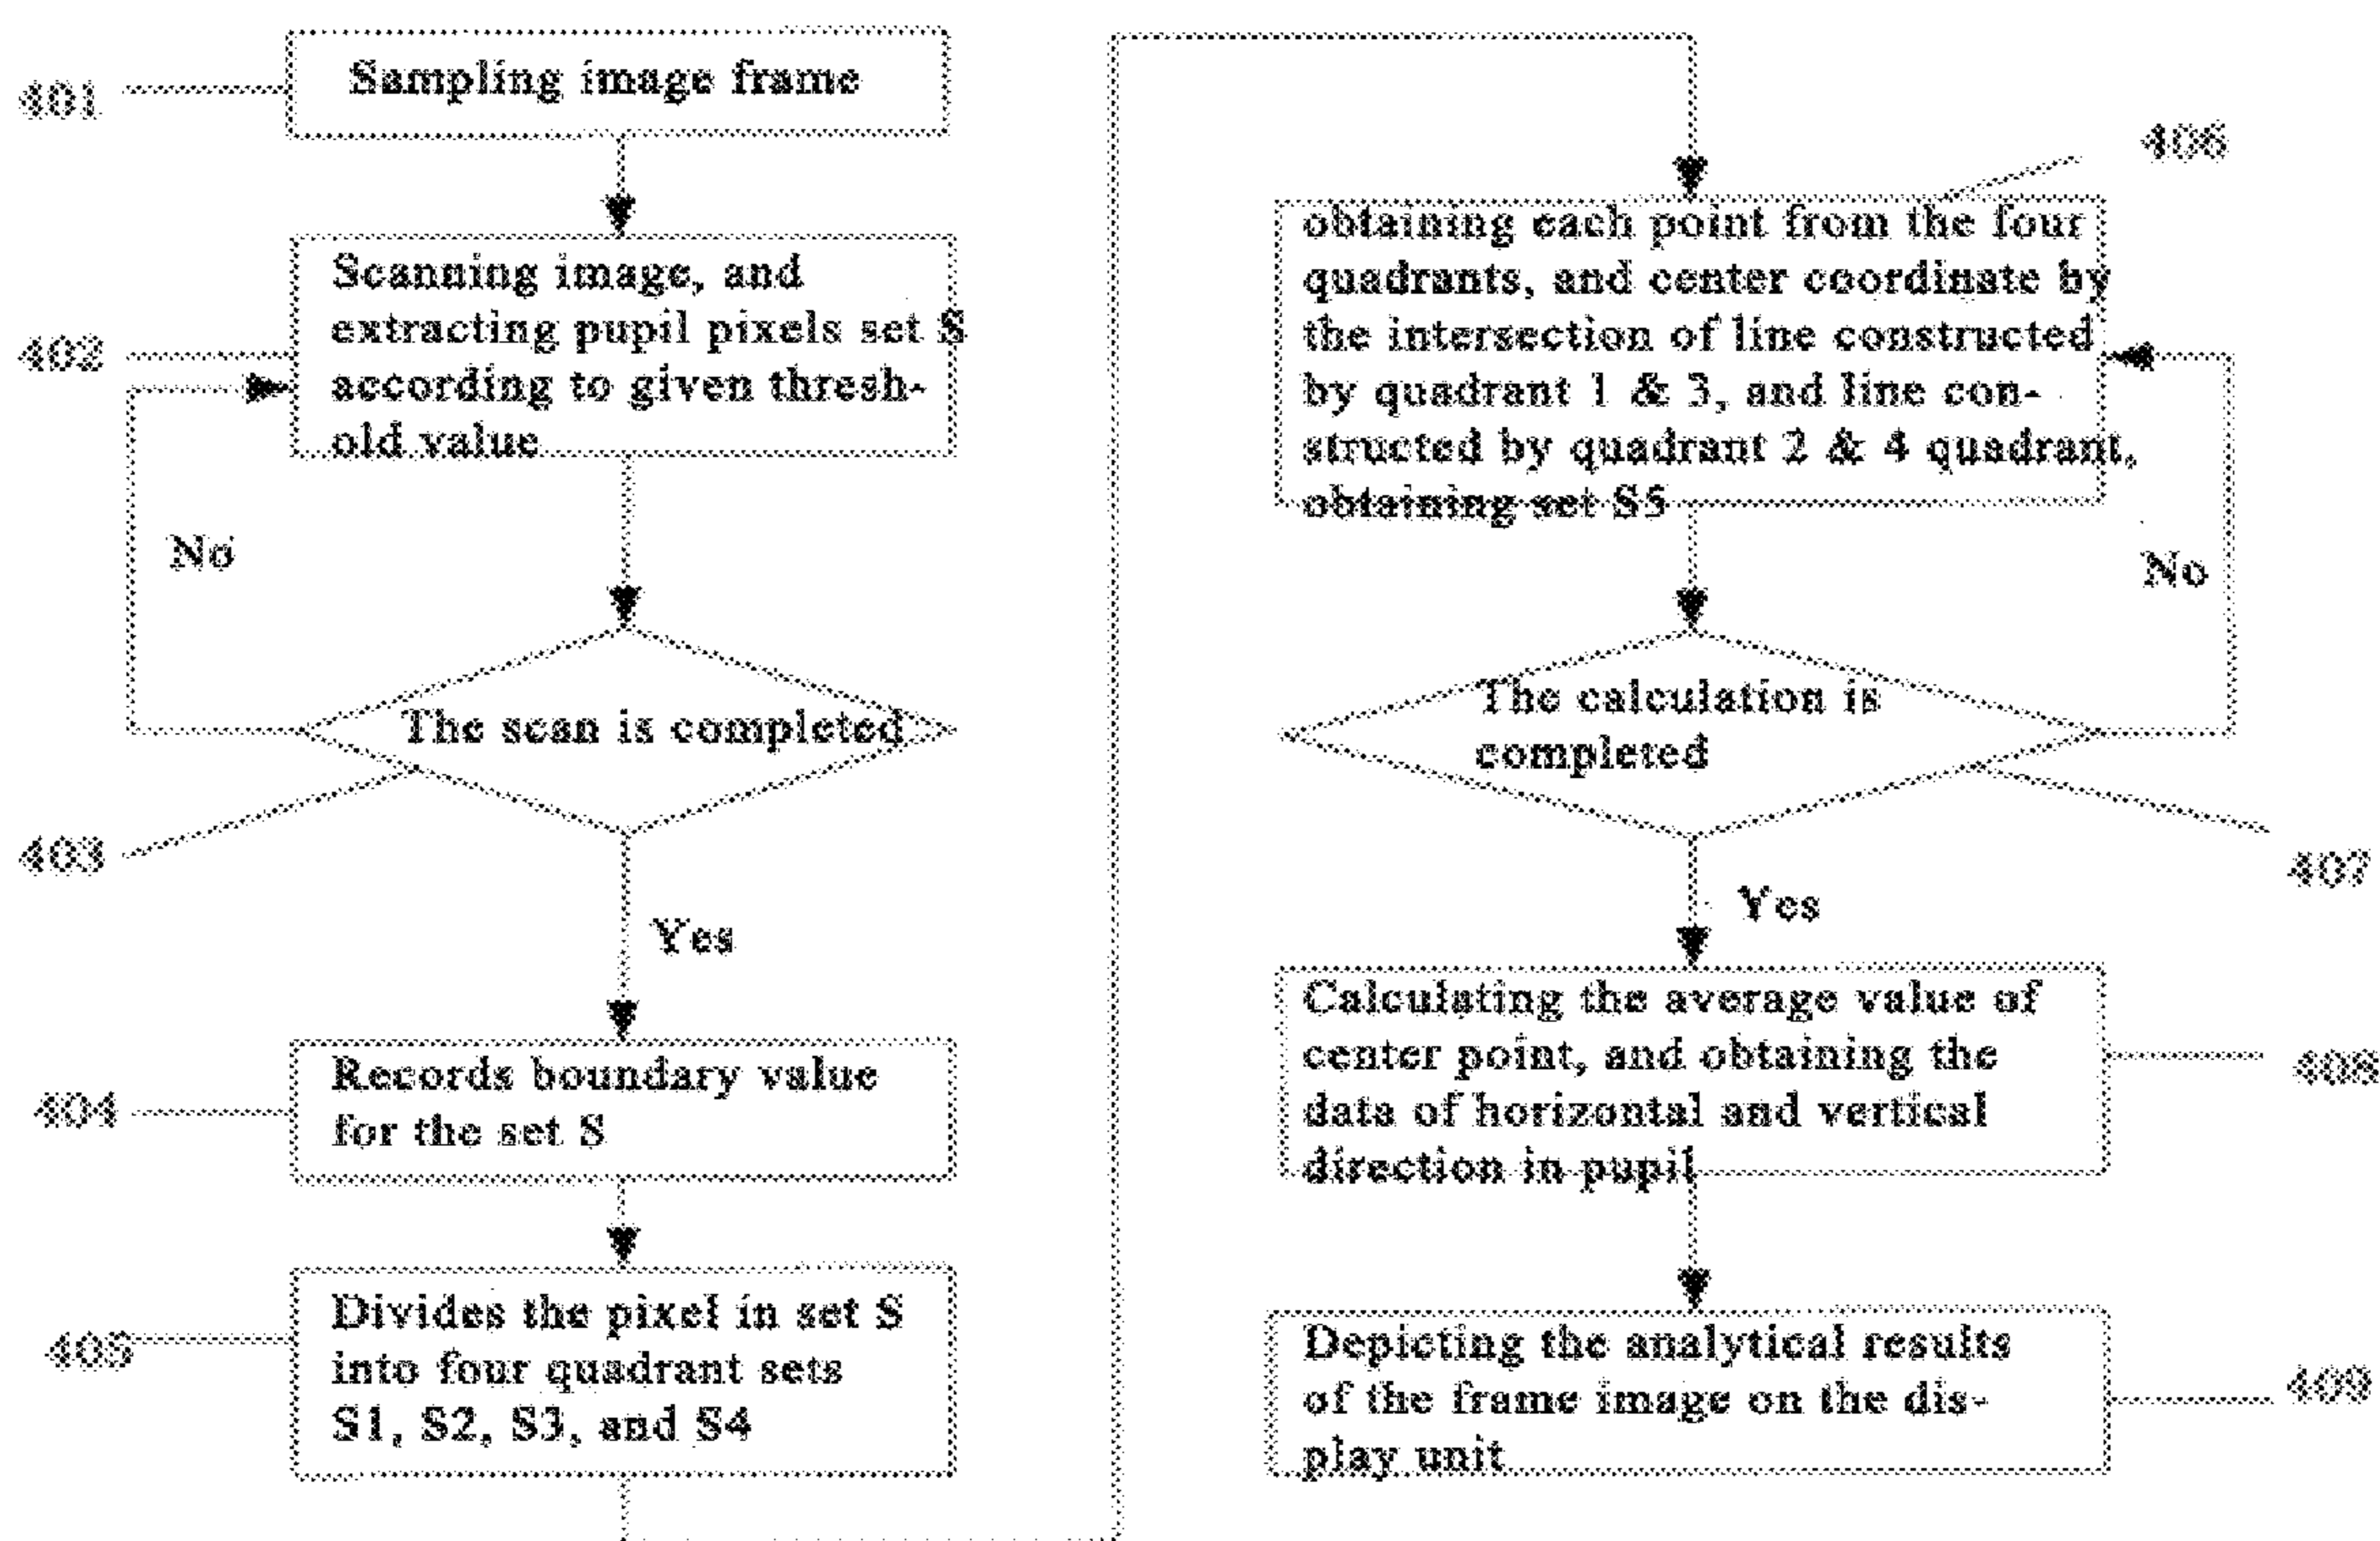 401
Sampling image frame
402
Scanning image, and
extracting pupil pixels set S
according to given thresh-
old value
No
The scan is completed
403
Yes
404
Records boundary value
for the set S
405
Divides the pixel in set S
into four quadrant sets
S1, S2, S3, and S4
406
obtaining each point from the four
quadrants, and center coordinate by
the intersection of line constructed
by quadrant 1 & 3, and line con-
structed by quadrant 2 & 4 quadrant,
obtaining set S5
No
The calculation is
completed
407
Yes
Calculating the average value of
center point, and obtaining the
data of horizontal and vertical
direction in pupil
408
Depicting the analytical results
of the frame image on the dis-
play unit
409